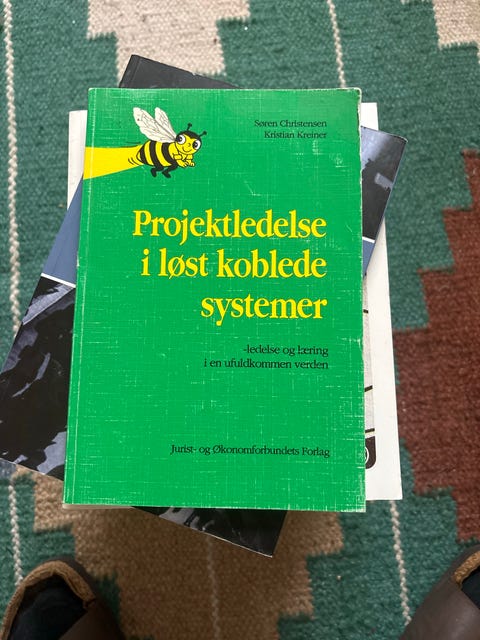 Søren Christensen
Kristian Kreiner
Projektledelse
i løst koblede
systemer
-ledelse og læring
i en ufuldkommen verden
Jurist- og Økonomforbundets Forlag